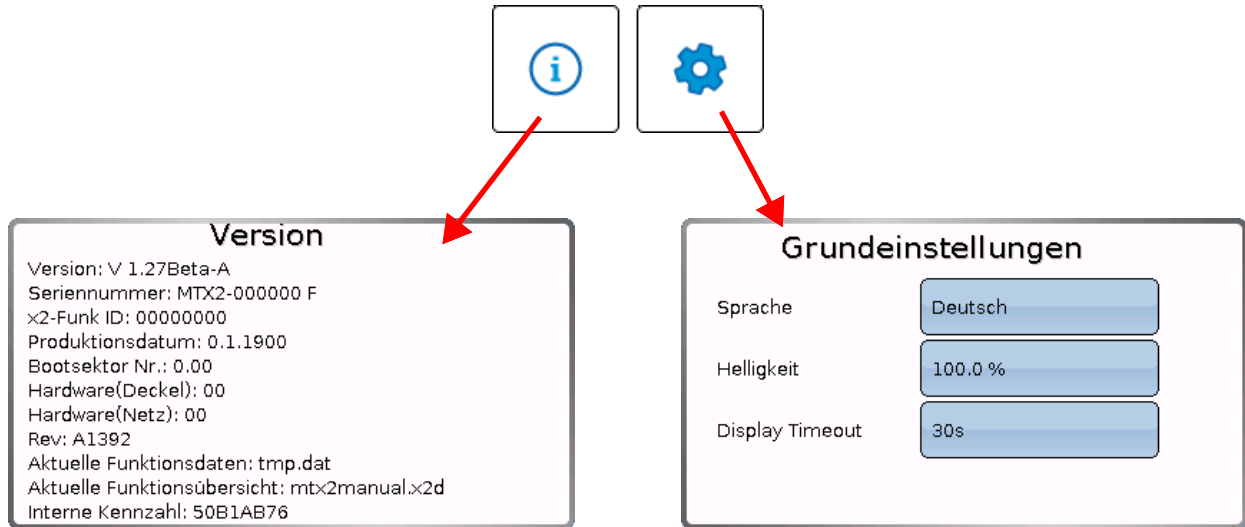 i
Version
Version: V 1.27Beta-A
Seriennummer: MTX2-000000 F
x2-Funk ID: 00000000
Produktionsdatum: 0.1.1900
Bootsektor Nr.: 0.00
Hardware(Deckel): 00
Hardware(Netz): 00
Rev: A1392
Aktuelle Funktionsdaten: tmp.dat
Aktuelle Funktionsübersicht: mtx2manual.x2d
Interne Kennzahl: 50B1AB76
Grundeinstellungen
Sprache Deutsch
Helligkeit 100.0 %
Display Timeout 30s